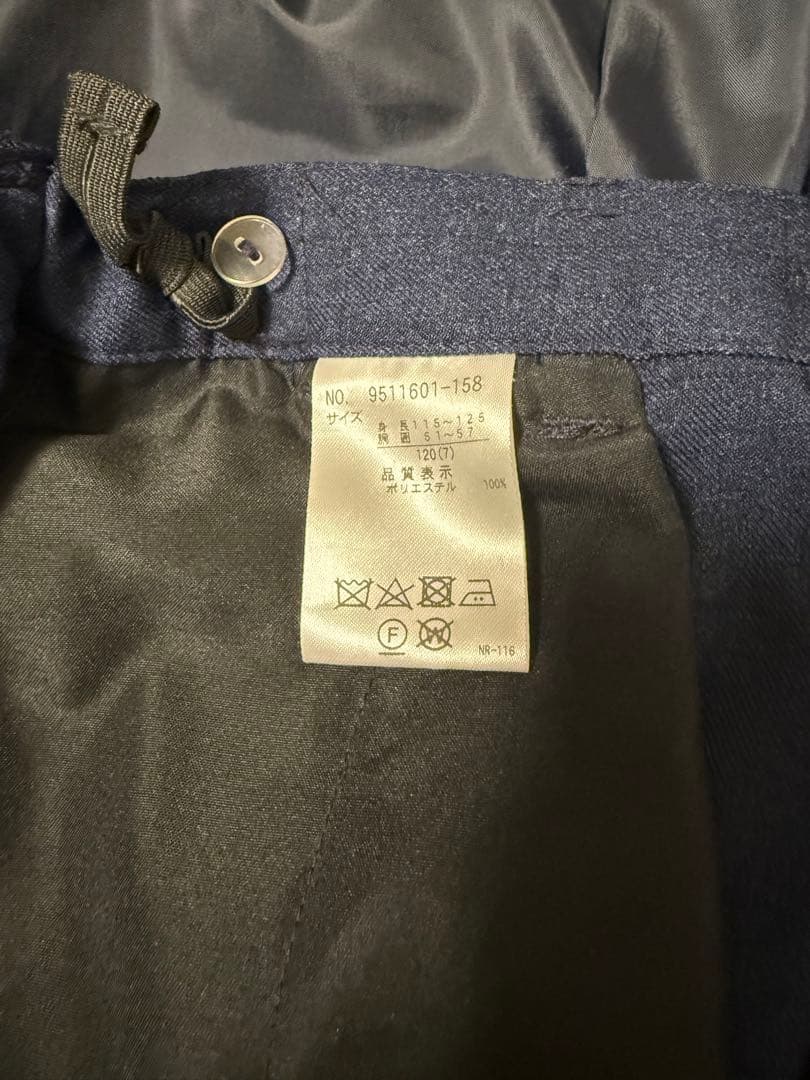 NO. 9511601-158
サイズ
身長115～125
胸囲 51～57
120(7)
品質表示
ポリエステル 100%
F
W
NR-116